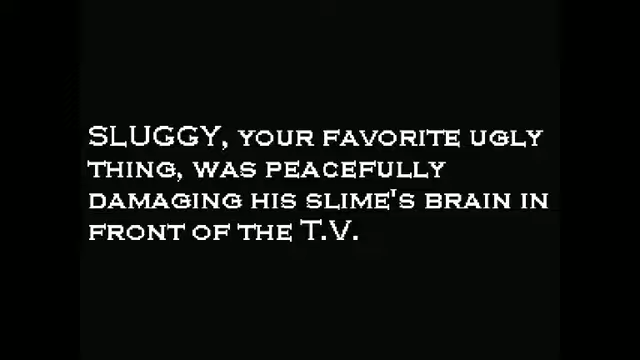 SLUGGY, YOUR FAVORITE UGLY
THING, WAS PEACEFULLY
DAMAGING HIS SLIME'S BRAIN IN
FRONT OF THE T.V.